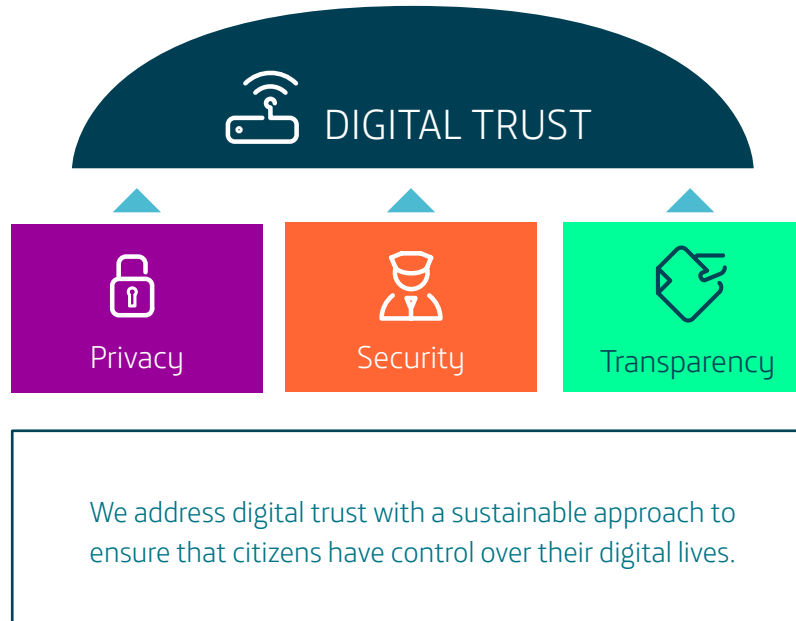 DIGITAL TRUST
Privacy
Security
Transparency
We address digital trust with a sustainable approach to
ensure that citizens have control over their digital lives.